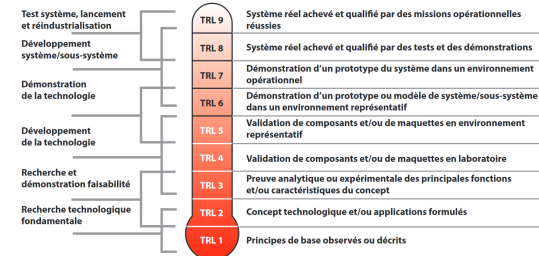 Test système, lancement
et réindustrialisation
Développement
système/sous-système
Démonstration
de la technologie
Développement
de la technologie
Recherche et
démonstration faisabilité
Recherche technologique
fondamentale
TRL 9
Système réel achevé et qualifié par des missions opérationnelles
réussies
TRL 8
Système réel achevé et qualifié par des tests et des démonstrations
TRL 7
Démonstration d'un prototype du système dans un environnement
opérationnel
TRL 6
Démonstration d'un prototype ou modèle de système/sous-système
dans un environnement représentatif
TRL 5
Validation de composants et/ou de maquettes en environnement
représentatif
TRL 4
Validation de composants et/ou de maquettes en laboratoire
TRL 3
Preuve analytique ou expérimentale des principales fonctions
et/ou caractéristiques du concept
TRL 2
Concept technologique et/ou applications formulés
TRL 1
Principes de base observés ou décrits